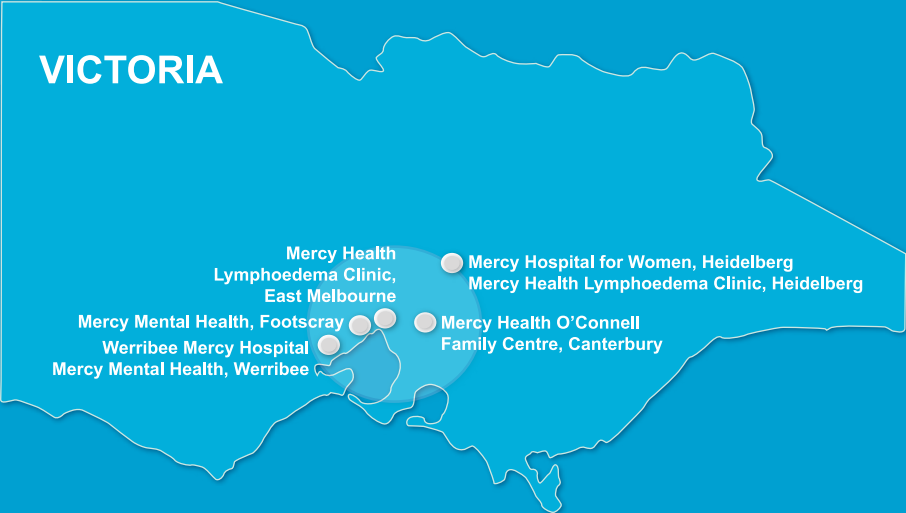 VICTORIA
Mercy Health
Lymphoedema Clinic,
East Melbourne
Mercy Mental Health, Footscray
Werribee Mercy Hospital
Mercy Mental Health, Werribee
Mercy Hospital for Women, Heidelberg
Mercy Health Lymphoedema Clinic, Heidelberg
Mercy Health O’Connell
Family Centre, Canterbury